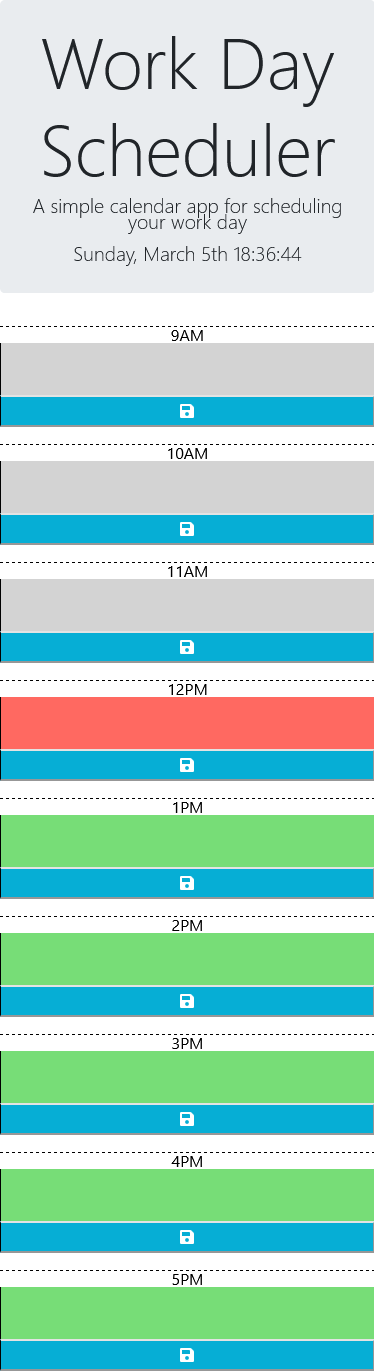 Work Day
Scheduler
A simple calendar app for scheduling
your work day
Sunday, March 5th 18:36:44
9AM
10AM
11AM
12PM
1PM
2PM
3PM
4PM
5PM